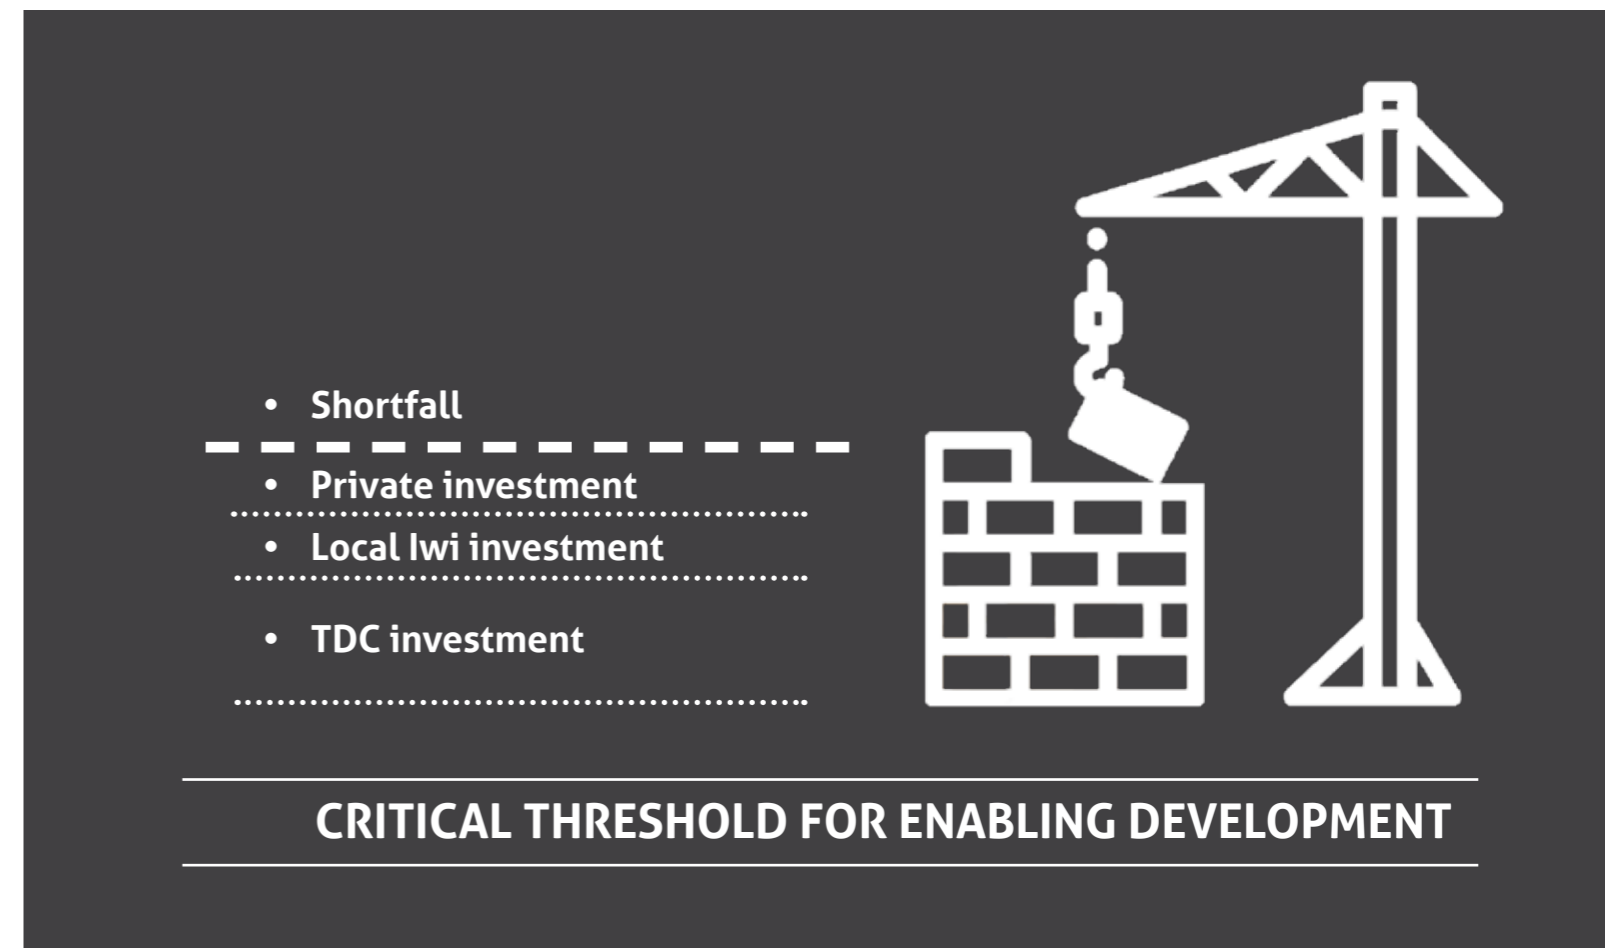 • Shortfall
• Private investment
• Local Iwi investment
• TDC investment
CRITICAL THRESHOLD FOR ENABLING DEVELOPMENT